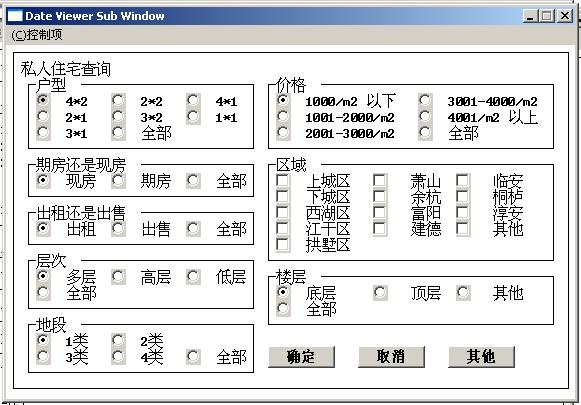 Date Viewer Sub Window
(C)控制项
私人住宅查询
户型
4*2 2*2 4*1
2*1 3*2 1*1
3*1 全部
价格
1000/m2 以下 3001-4000/m2
1001-2000/m2 4001/m2 以上
2001-3000/m2 全部
期房还是现房
现房 期房 全部
出租还是出售
出租 出售 全部
层次
多层 高层 低层
全部
地段
1类 2类
3类 4类 全部
区域
上城区 萧山 临安
下城区 余杭 桐栌
西湖区 富阳 淳安
江干区 建德 其他
拱墅区
楼层
底层 顶层 其他
全部
确定 取消 其他